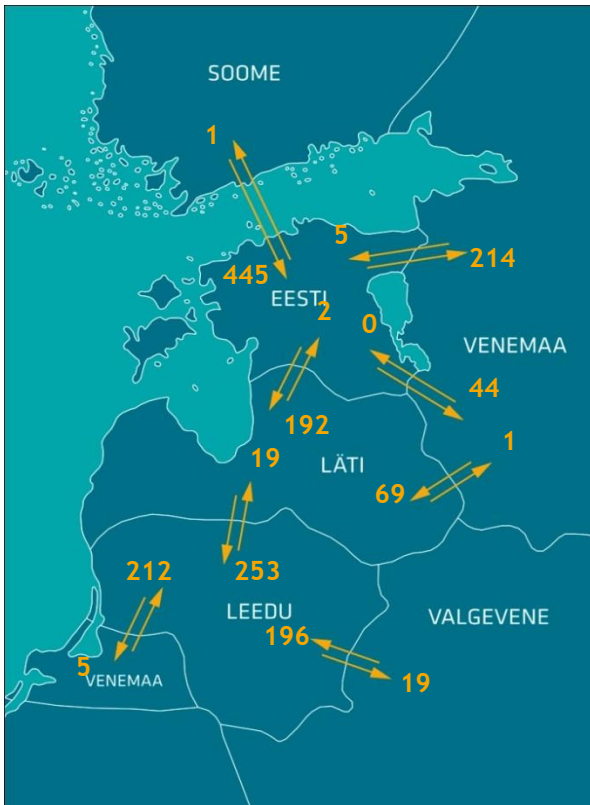 SOOME
1
5
445
214
EESTI
2
0
VENEMAA
44
192
1
19
LÄTI
69
212
253
LEEDU
VALGEVENE
196
5
VENEMAA
19